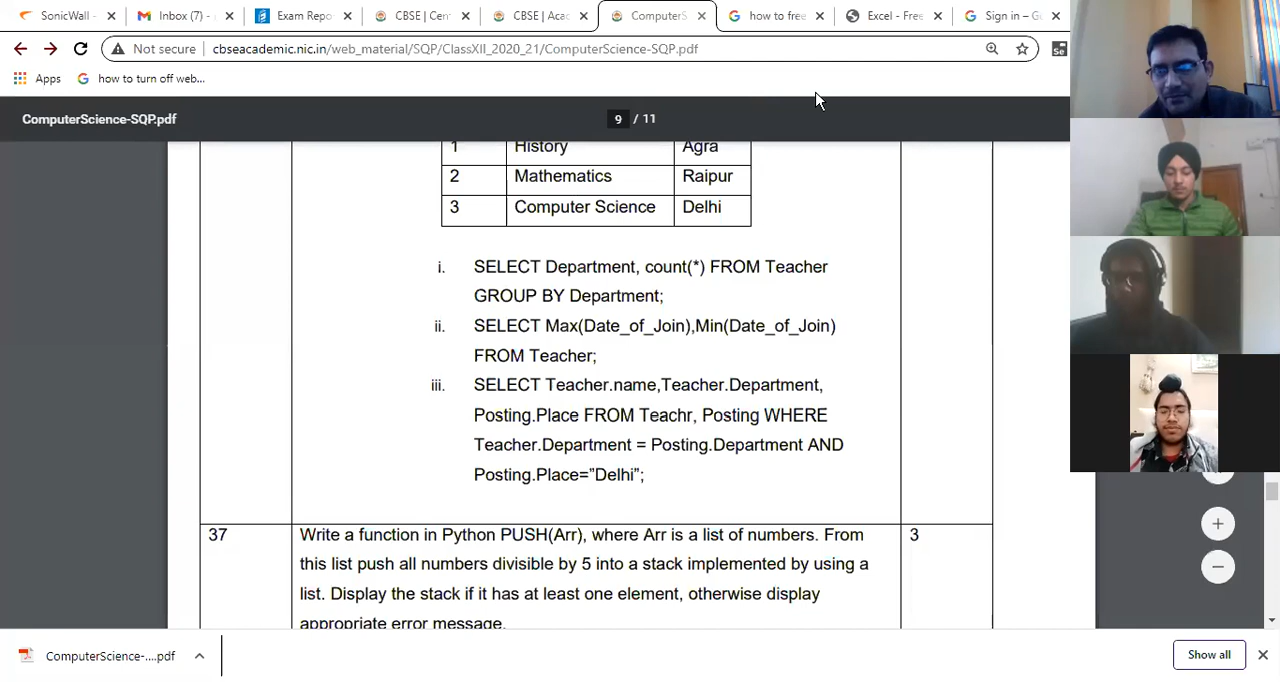 SonicWall -
Inbox (7) -
Exam Repo
CBSE | Cen
CBSE | Aca
ComputerS
how to free
Excel - Free
Sign in – G
Not secure cbseacademic.nic.in/web_material/SQP/ClassXII_2020_21/ComputerScience-SQP.pdf
Se
Apps how to turn off web...
ComputerScience-SQP.pdf 9 / 11
1 History Agra
2 Mathematics Raipur
3 Computer Science Delhi
i. SELECT Department, count(*) FROM Teacher
GROUP BY Department;
ii. SELECT Max(Date_of_Join),Min(Date_of_Join)
FROM Teacher;
iii. SELECT Teacher.name,Teacher.Department,
Posting.Place FROM Teachr, Posting WHERE
Teacher.Department = Posting.Department AND
Posting.Place=”Delhi”;
37 Write a function in Python PUSH(Arr), where Arr is a list of numbers. From 3
this list push all numbers divisible by 5 into a stack implemented by using a
list. Display the stack if it has at least one element, otherwise display
appropriate error message.
ComputerScience-....pdf Show all